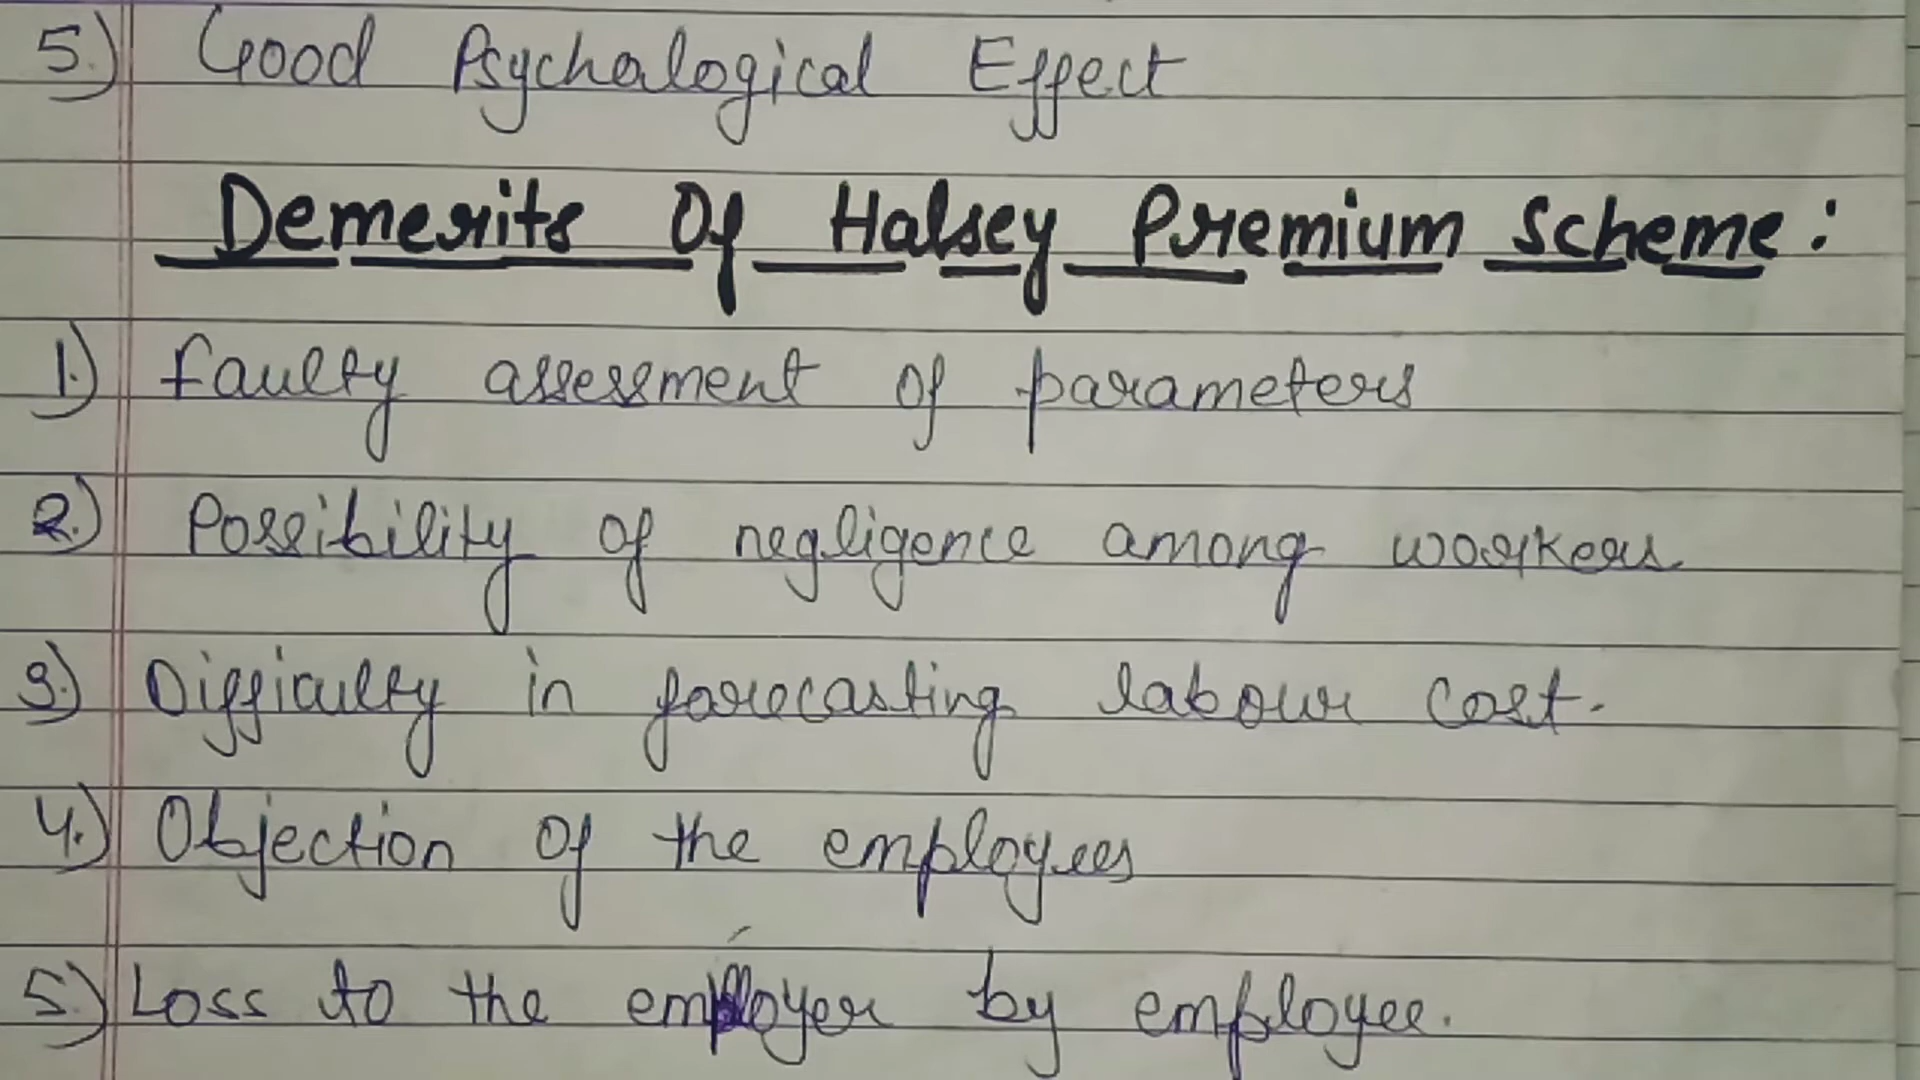 5.) Good Psychalogical Effect
Demerits Of Halsey Premium Scheme:
1.) Faulty assessment of parameters
2.) Possibility of negligence among workers.
3.) Difficulty in forecasting labour cost.
4.) Objection of the employees
5.) Loss to the employer by employee.